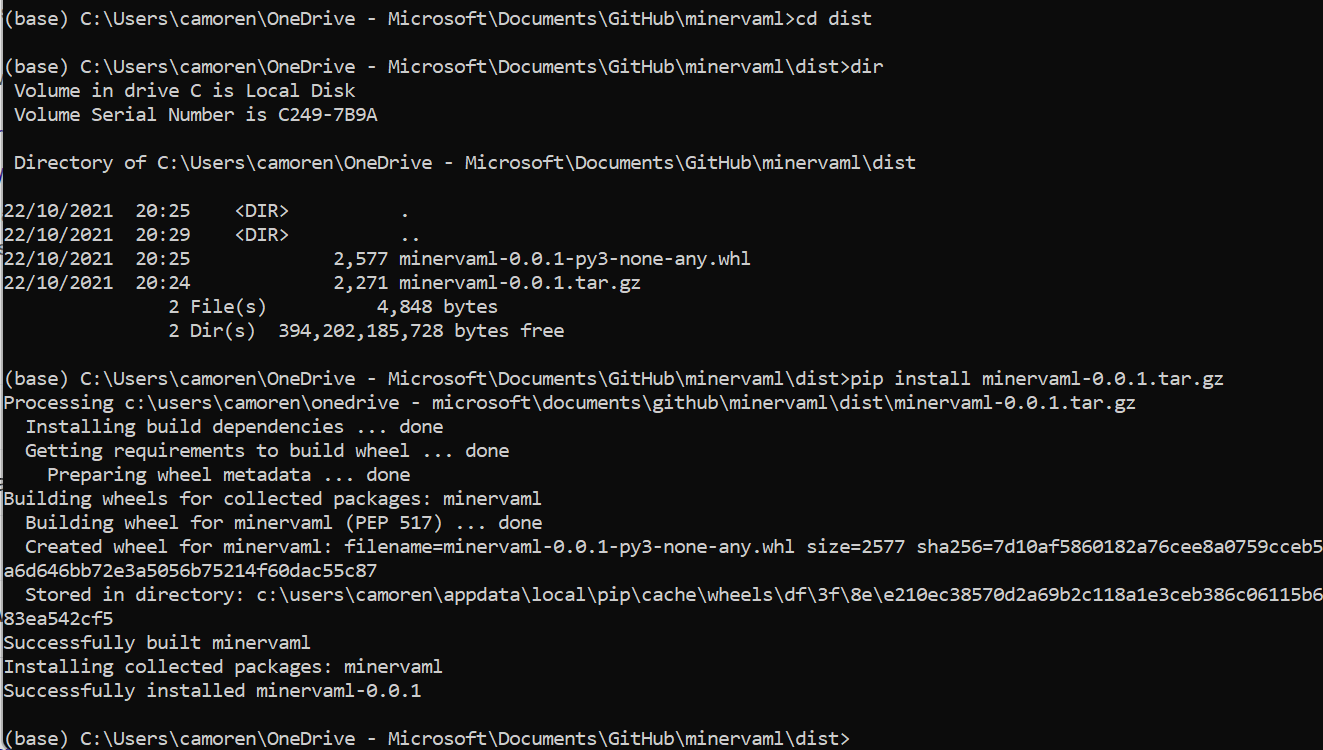 (base) C:\Users\camoren\OneDrive - Microsoft\Documents\GitHub\minervaml>cd dist
(base) C:\Users\camoren\OneDrive - Microsoft\Documents\GitHub\minervaml\dist>dir
Volume in drive C is Local Disk
Volume Serial Number is C249-7B9A
Directory of C:\Users\camoren\OneDrive - Microsoft\Documents\GitHub\minervaml\dist
22/10/2021  20:25    <DIR>          .
22/10/2021  20:29    <DIR>          ..
22/10/2021  20:25             2,577 minervaml-0.0.1-py3-none-any.whl
22/10/2021  20:24             2,271 minervaml-0.0.1.tar.gz
2 File(s)          4,848 bytes
2 Dir(s)  394,202,185,728 bytes free
(base) C:\Users\camoren\OneDrive - Microsoft\Documents\GitHub\minervaml\dist>pip install minervaml-0.0.1.tar.gz
Processing c:\users\camoren\onedrive - microsoft\documents\github\minervaml\dist\minervaml-0.0.1.tar.gz
Installing build dependencies ... done
Getting requirements to build wheel ... done
Preparing wheel metadata ... done
Building wheels for collected packages: minervaml
Building wheel for minervaml (PEP 517) ... done
Created wheel for minervaml: filename=minervaml-0.0.1-py3-none-any.whl size=2577 sha256=7d10af5860182a76cee8a0759cceb5
a6d646bb72e3a5056b75214f60dac55c87
Stored in directory: c:\users\camoren\appdata\local\pip\cache\wheels\df\3f\8e\e210ec38570d2a69b2c118a1e3ceb386c06115b6
83ea542cf5
Successfully built minervaml
Installing collected packages: minervaml
Successfully installed minervaml-0.0.1
(base) C:\Users\camoren\OneDrive - Microsoft\Documents\GitHub\minervaml\dist>